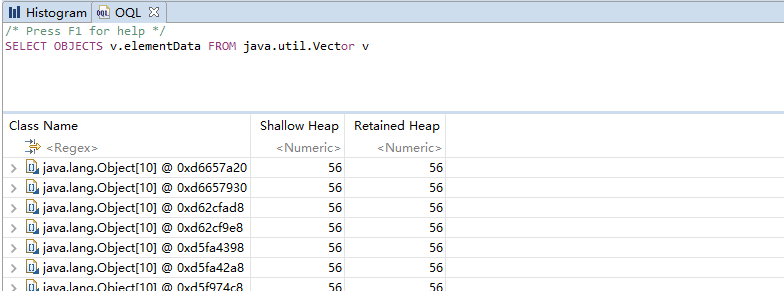 Histogram OQL
/* Press F1 for help */
SELECT OBJECTS v.elementData FROM java.util.Vector v
Class Name Shallow Heap Retained Heap
<Regex> <Numeric> <Numeric>
java.lang.Object[10] @ 0xd6657a20 56 56
java.lang.Object[10] @ 0xd6657930 56 56
java.lang.Object[10] @ 0xd62cfad8 56 56
java.lang.Object[10] @ 0xd62cf9e8 56 56
java.lang.Object[10] @ 0xd5fa4398 56 56
java.lang.Object[10] @ 0xd5fa42a8 56 56
java.lang.Object[10] @ 0xd5f974c8 56 56